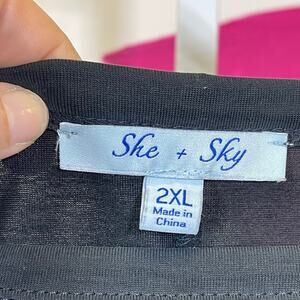 She + Sky
2XL
Made in
China